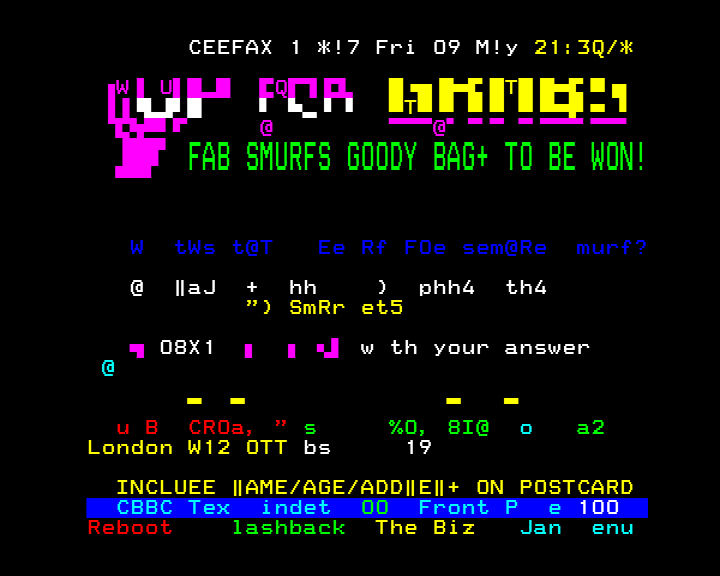 CEEFAX 1 *!7 Fri 09 M!y 21:3Q/*
FAB SMURFS GOODY BAG+ TO BE WON!
W tWs t@T Ee Rf FOe sem@Re murf?
@ ‖aJ + hh ) phh4 th4
") SmRr et5
08X1 w th your answer
@
u B CROa, " s %0, 8I@ o a2
London W12 OTT bs 19
INCLUEE ‖AME/AGE/ADD‖E‖+ ON POSTCARD
CBBC Tex indet 00 Front P e 100
Reboot lashback The Biz Jan enu